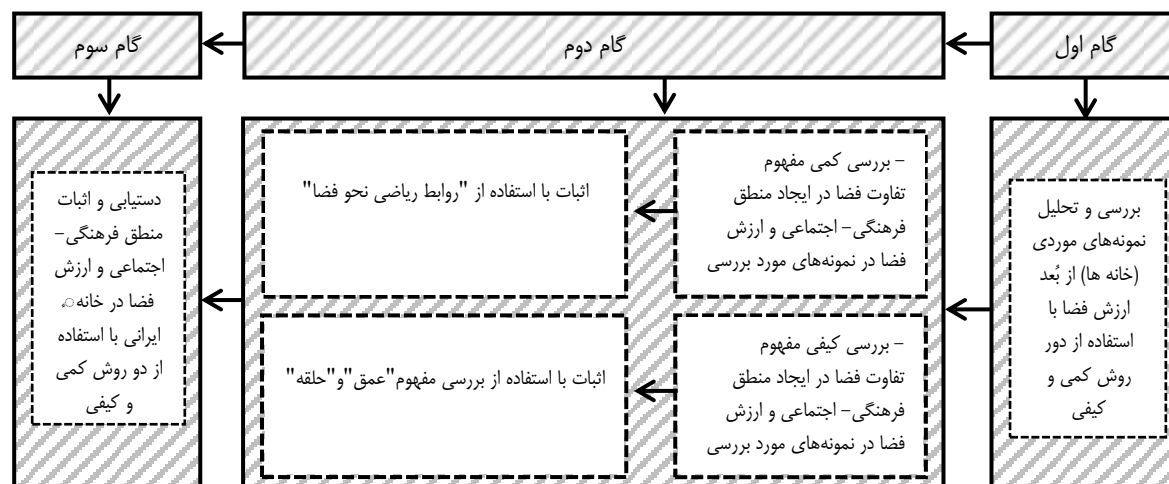 گام اول
گام دوم
گام سوم
بررسی و تحلیل
نمونه‌های موردی
(خانه ها) از بُعد
ارزش فضا با
استفاده از دور
روش کمی و
کیفی
– بررسی کمی مفهوم
تفاوت فضا در ایجاد منطق
فرهنگی– اجتماعی و ارزش
فضا در نمونه‌های مورد بررسی
اثبات با استفاده از "روابط ریاضی نحو فضا"
– بررسی کیفی مفهوم
تفاوت فضا در ایجاد منطق
فرهنگی– اجتماعی و ارزش
فضا در نمونه‌های مورد بررسی
اثبات با استفاده از بررسی مفهوم"عمق"و"حلقه"
دستیابی و اثبات
منطق فرهنگی–
اجتماعی و ارزش
فضا در خانه ٔ
ایرانی با استفاده
از دو روش کمی
و کیفی